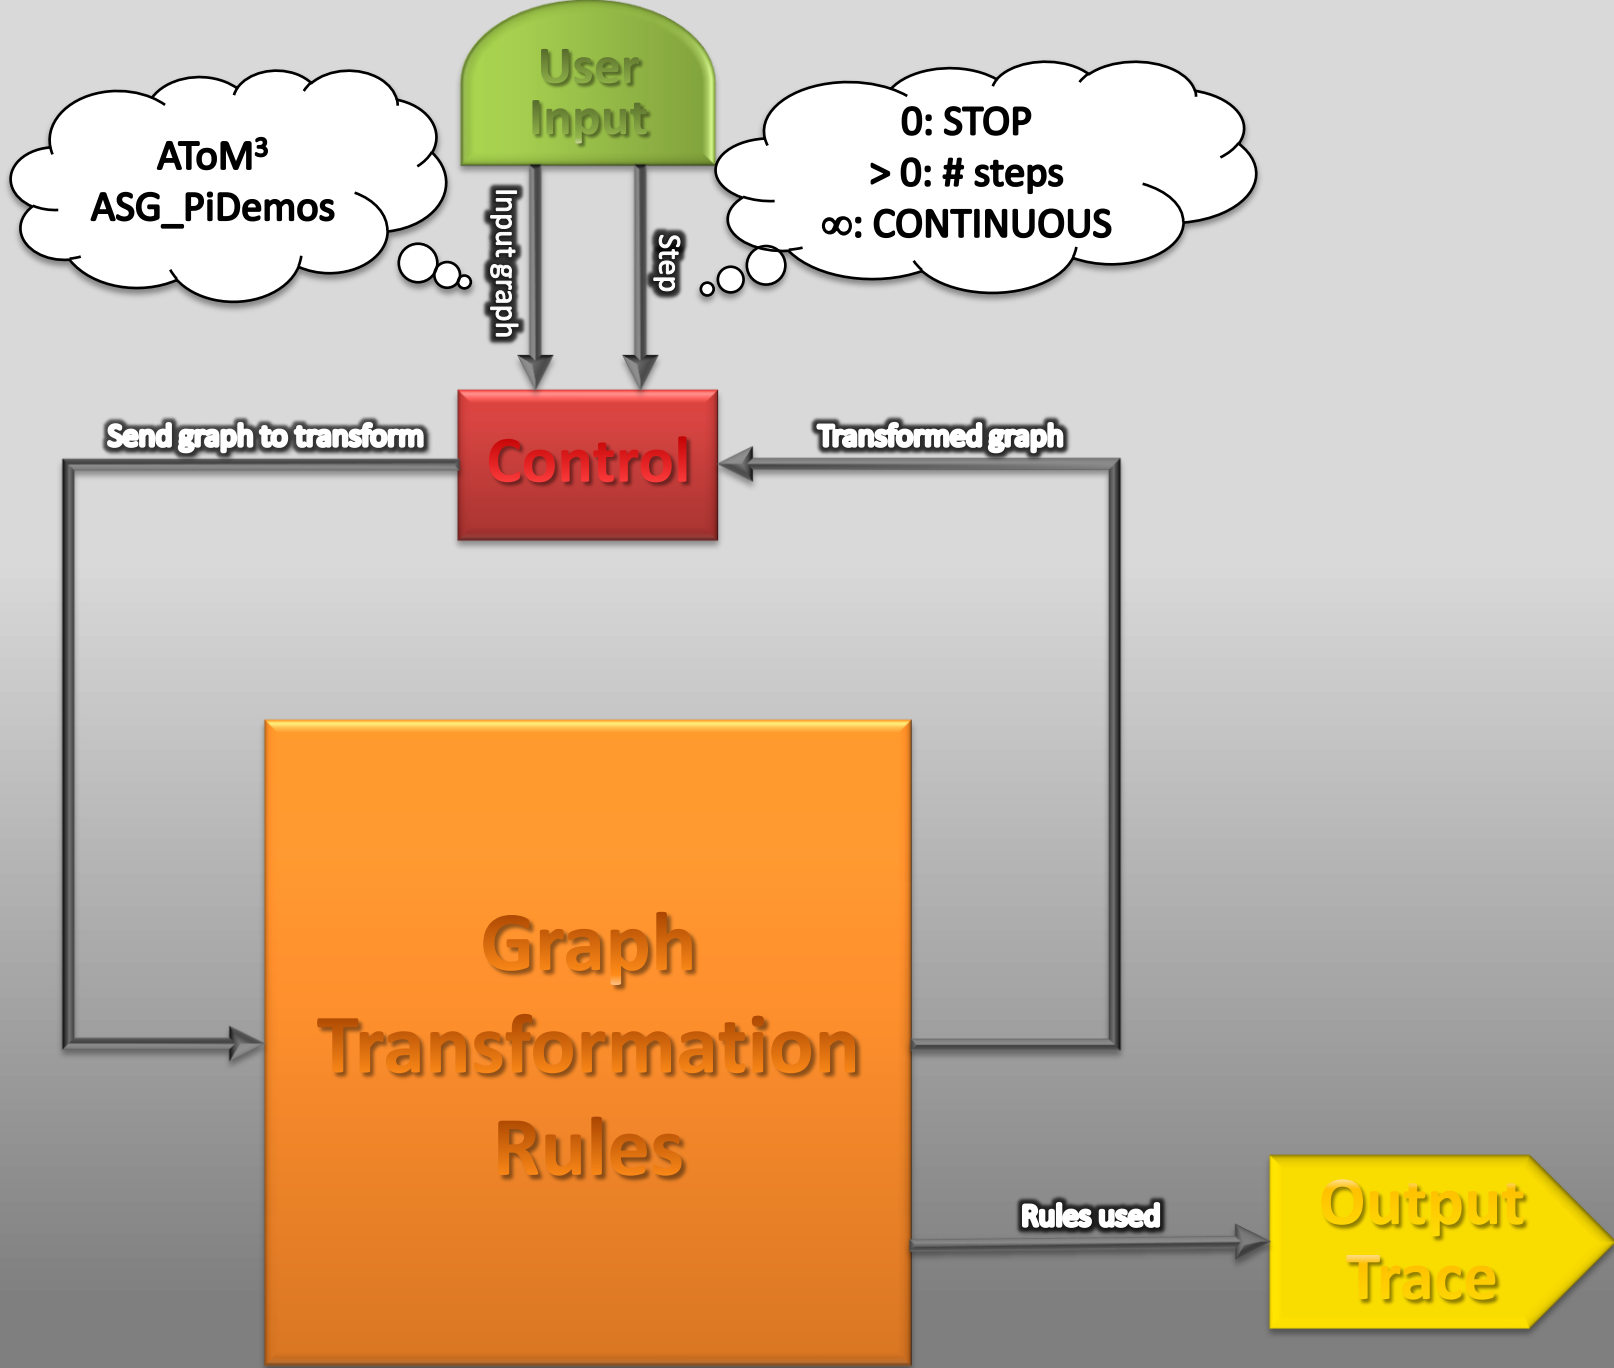 User
Input
AToM³
ASG_PiDemos
0: STOP
> 0: # steps
∞: CONTINUOUS
Input graph
Step
Send graph to transform
Control
Transformed graph
Graph
Transformation
Rules
Rules used
Output
Trace